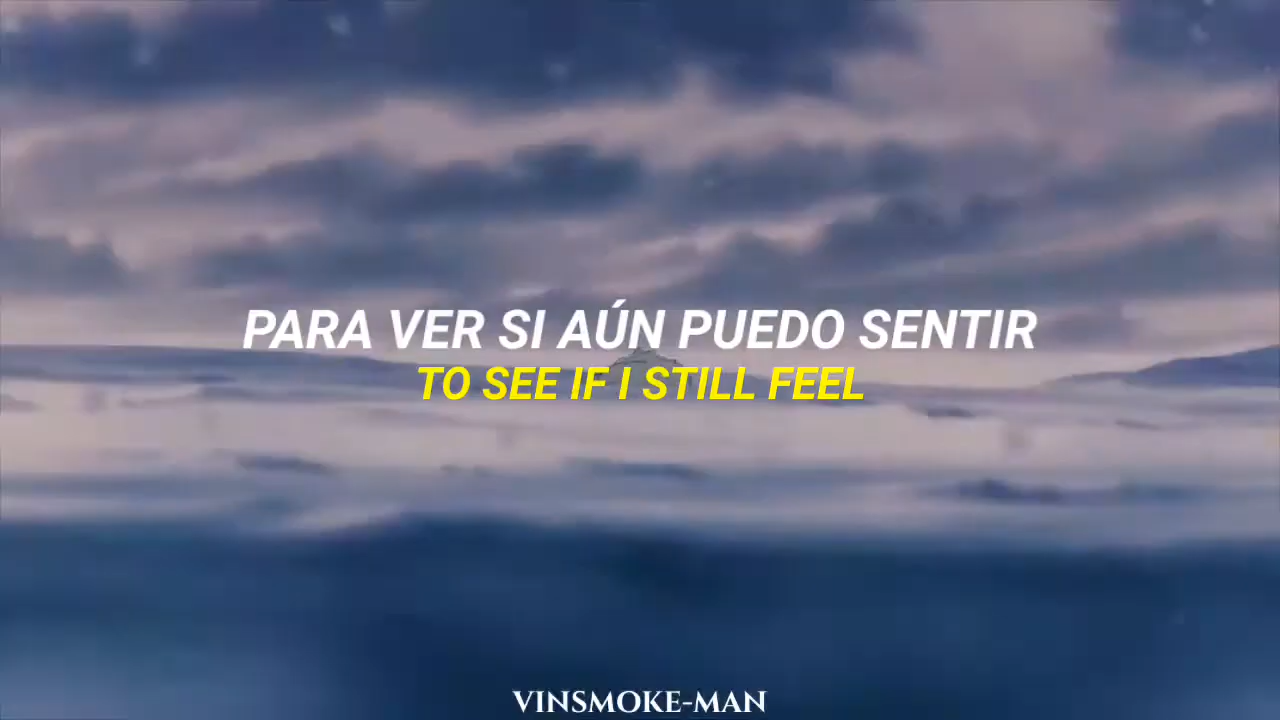 PARA VER SI AÚN PUEDO SENTIR
TO SEE IF I STILL FEEL
VINSMOKE-MAN